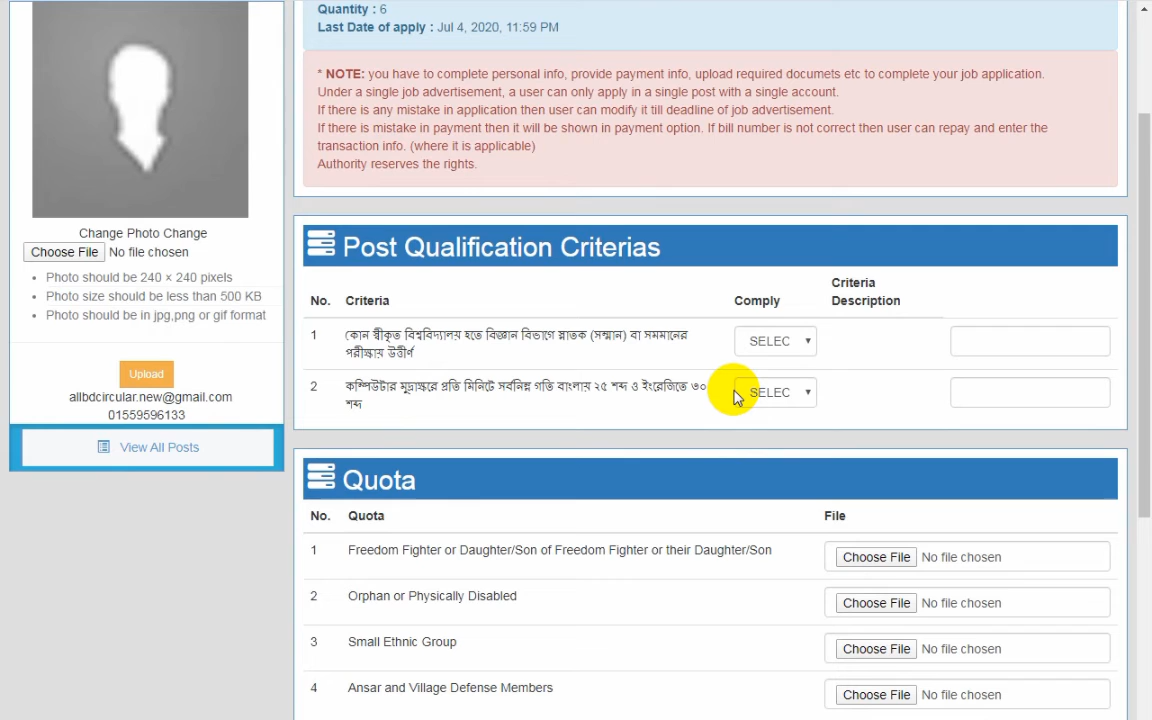 Quantity : 6
Last Date of apply : Jul 4, 2020, 11:59 PM
* NOTE: you have to complete personal info, provide payment info, upload required documets etc to complete your job application.
Under a single job advertisement, a user can only apply in a single post with a single account.
If there is any mistake in application then user can modify it till deadline of job advertisement.
If there is mistake in payment then it will be shown in payment option. If bill number is not correct then user can repay and enter the
transaction info. (where it is applicable)
Authority reserves the rights.
Change Photo Change
Choose File No file chosen
• Photo should be 240 × 240 pixels
• Photo size should be less than 500 KB
• Photo should be in jpg,png or gif format
Upload
allbdcircular.new@gmail.com
01559596133
View All Posts
Post Qualification Criterias
No. Criteria Comply Criteria
Description
1 কোন স্বীকৃত বিশ্ববিদ্যালয় হতে বিজ্ঞান বিভাগে স্নাতক (সম্মান) বা সমমানের SELEC
পরীক্ষায় উত্তীর্ণ
2 কম্পিউটার মুদ্রাক্ষরে প্রতি মিনিটে সর্বনিম্ন গতি বাংলায় ২৫ শব্দ ও ইংরেজিতে ৩০ SELEC
শব্দ
Quota
No. Quota File
1 Freedom Fighter or Daughter/Son of Freedom Fighter or their Daughter/Son Choose File No file chosen
2 Orphan or Physically Disabled Choose File No file chosen
3 Small Ethnic Group Choose File No file chosen
4 Ansar and Village Defense Members Choose File No file chosen